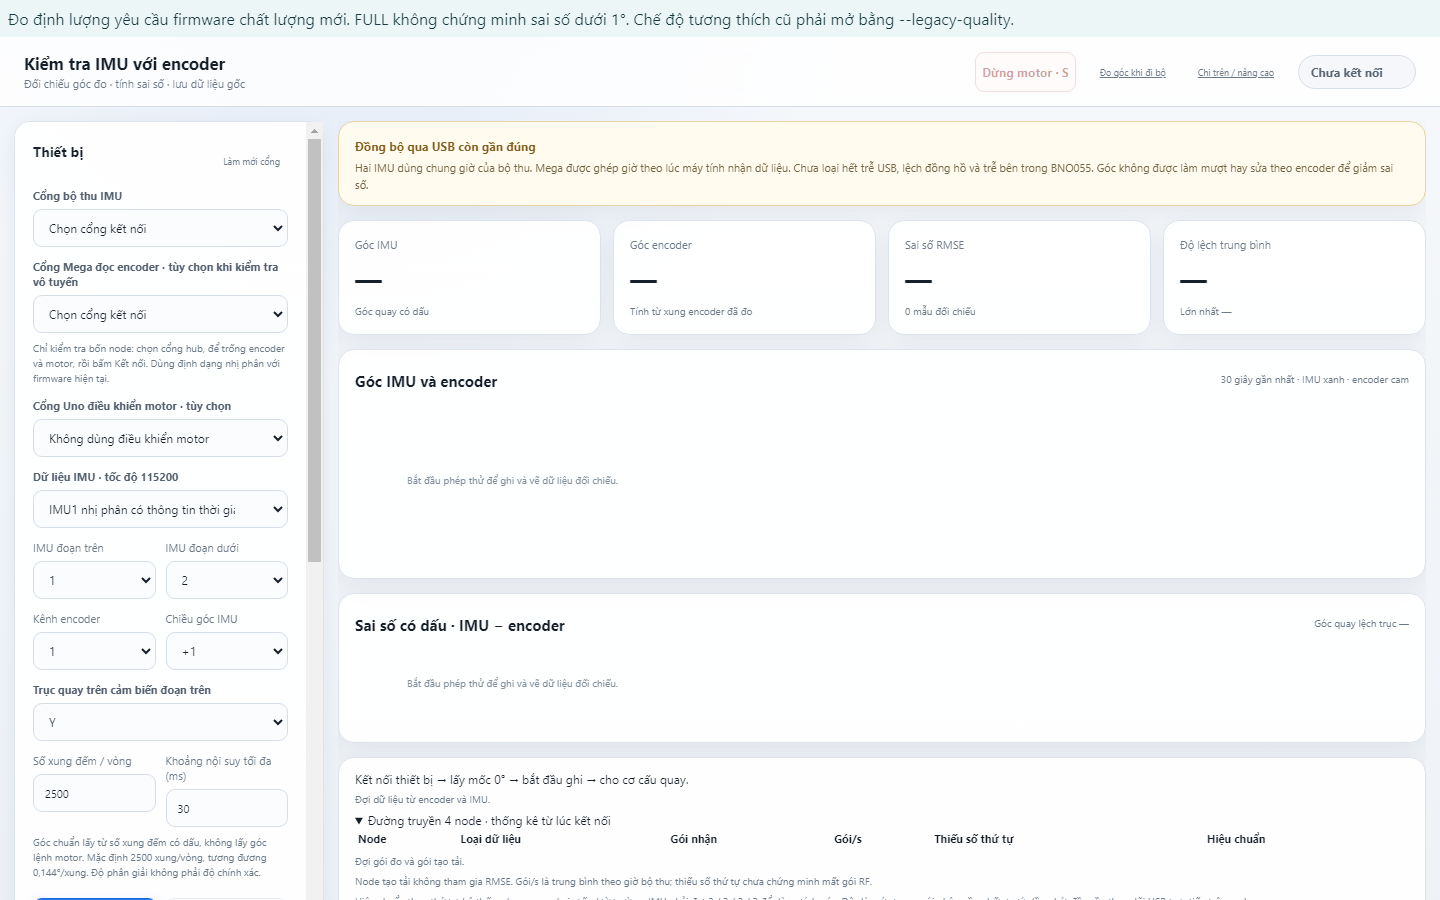 Đo định lượng yêu cầu firmware chất lượng mới. FULL không chứng minh sai số dưới 1°. Chế độ tương thích cũ phải mở bằng --legacy-quality.
Kiểm tra IMU với encoder
Đối chiếu góc đo · tính sai số · lưu dữ liệu gốc
Dừng motor · S
Đo góc khi đi bộ
Chi trên / nâng cao
Chưa kết nối
Thiết bị
Làm mới cổng
Cổng bộ thu IMU
Chọn cổng kết nối
Cổng Mega đọc encoder · tùy chọn khi kiểm tra
vô tuyến
Chọn cổng kết nối
Chỉ kiểm tra bốn node: chọn cổng hub, để trống encoder
và motor, rồi bấm Kết nối. Dùng định dạng nhị phân với
firmware hiện tại.
Cổng Uno điều khiển motor · tùy chọn
Không dùng điều khiển motor
Dữ liệu IMU · tốc độ 115200
IMU1 nhị phân có thông tin thời gia
IMU đoạn trên
IMU đoạn dưới
1
2
Kênh encoder
Chiều góc IMU
1
+1
Trục quay trên cảm biến đoạn trên
Y
Số xung đếm / vòng
Khoảng nội suy tối đa
(ms)
2500
30
Góc chuẩn lấy từ số xung đếm có dấu, không lấy góc
lệnh motor. Mặc định 2500 xung/vòng, tương đương
0,144°/xung. Độ phân giải không phải độ chính xác.
Đồng bộ qua USB còn gần đúng
Hai IMU dùng chung giờ của bộ thu. Mega được ghép giờ theo lúc máy tính nhận dữ liệu. Chưa loại hết trễ USB, lệch đồng hồ và trễ bên trong BNO055. Góc không được làm mượt hay sửa theo encoder để giảm sai
số.
Góc IMU
—
Góc quay có dấu
Góc encoder
—
Tính từ xung encoder đã đo
Sai số RMSE
—
0 mẫu đối chiếu
Độ lệch trung bình
—
Lớn nhất —
Góc IMU và encoder
30 giây gần nhất · IMU xanh · encoder cam
Bắt đầu phép thử để ghi và vẽ dữ liệu đối chiếu.
Sai số có dấu · IMU − encoder
Góc quay lệch trục —
Bắt đầu phép thử để ghi và vẽ dữ liệu đối chiếu.
Kết nối thiết bị → lấy mốc 0° → bắt đầu ghi → cho cơ cấu quay.
Đợi dữ liệu từ encoder và IMU.
▼ Đường truyền 4 node · thống kê từ lúc kết nối
Node Loại dữ liệu Gói nhận Gói/s Thiếu số thứ tự Hiệu chuẩn
Đợi gói đo và gói tạo tải.
Node tạo tải không tham gia RMSE. Gói/s là trung bình theo giờ bộ thu; thiếu số thứ tự chưa chứng minh mất gói RF.